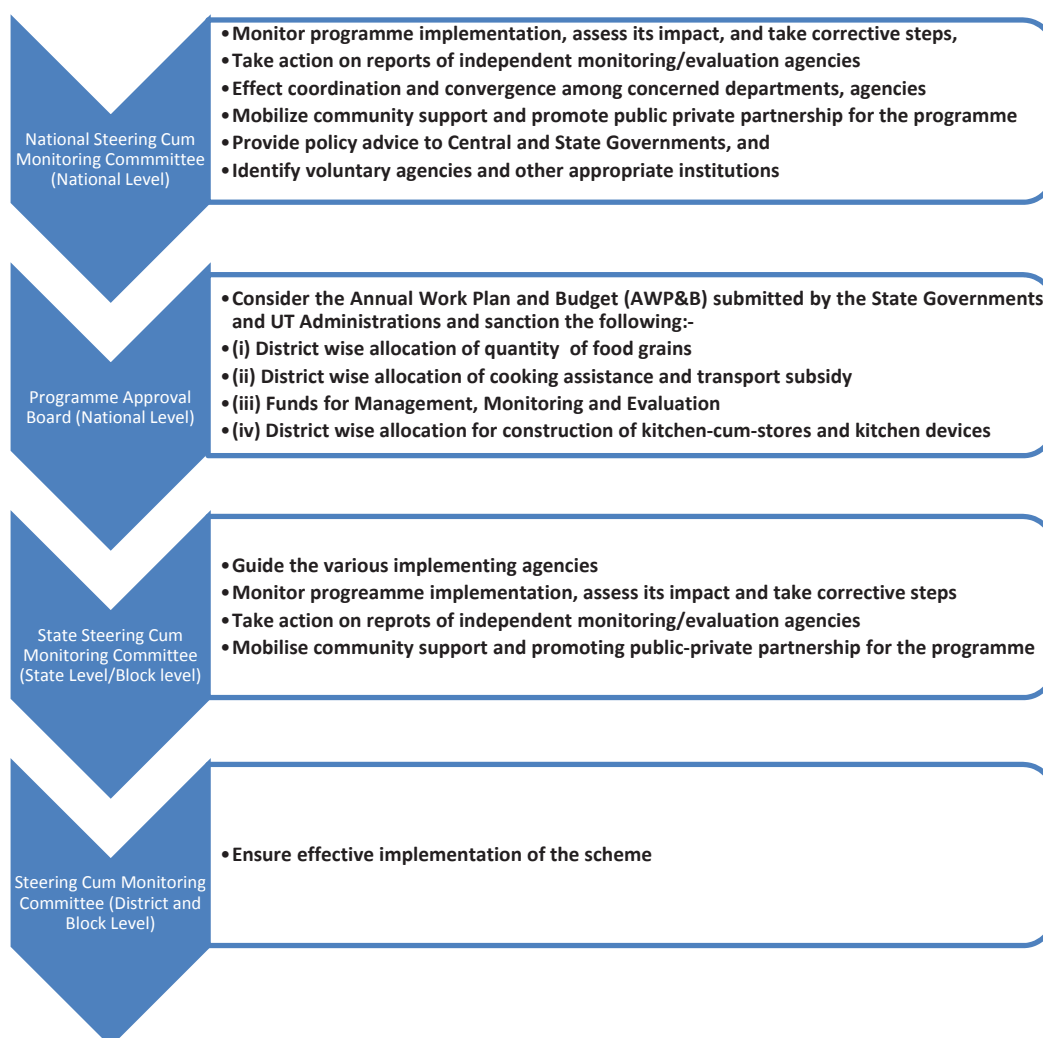 National Steering Cum
Monitoring Commmittee
(National Level)
•Monitor programme implementation, assess its impact, and take corrective steps,
•Take action on reports of independent monitoring/evaluation agencies
•Effect coordination and convergence among concerned departments, agencies
•Mobilize community support and promote public private partnership for the programme
•Provide policy advice to Central and State Governments, and
•Identify voluntary agencies and other appropriate institutions
Programme Approval
Board (National Level)
•Consider the Annual Work Plan and Budget (AWP&B) submitted by the State Governments
and UT Administrations and sanction the following:-
•(i) District wise allocation of quantity of food grains
•(ii) District wise allocation of cooking assistance and transport subsidy
•(iii) Funds for Management, Monitoring and Evaluation
•(iv) District wise allocation for construction of kitchen-cum-stores and kitchen devices
State Steering Cum
Monitoring Committee
(State Level/Block level)
•Guide the various implementing agencies
•Monitor progreamme implementation, assess its impact and take corrective steps
•Take action on reprots of independent monitoring/evaluation agencies
•Mobilise community support and promoting public-private partnership for the programme
Steering Cum Monitoring
Committee (District and
Block Level)
•Ensure effective implementation of the scheme